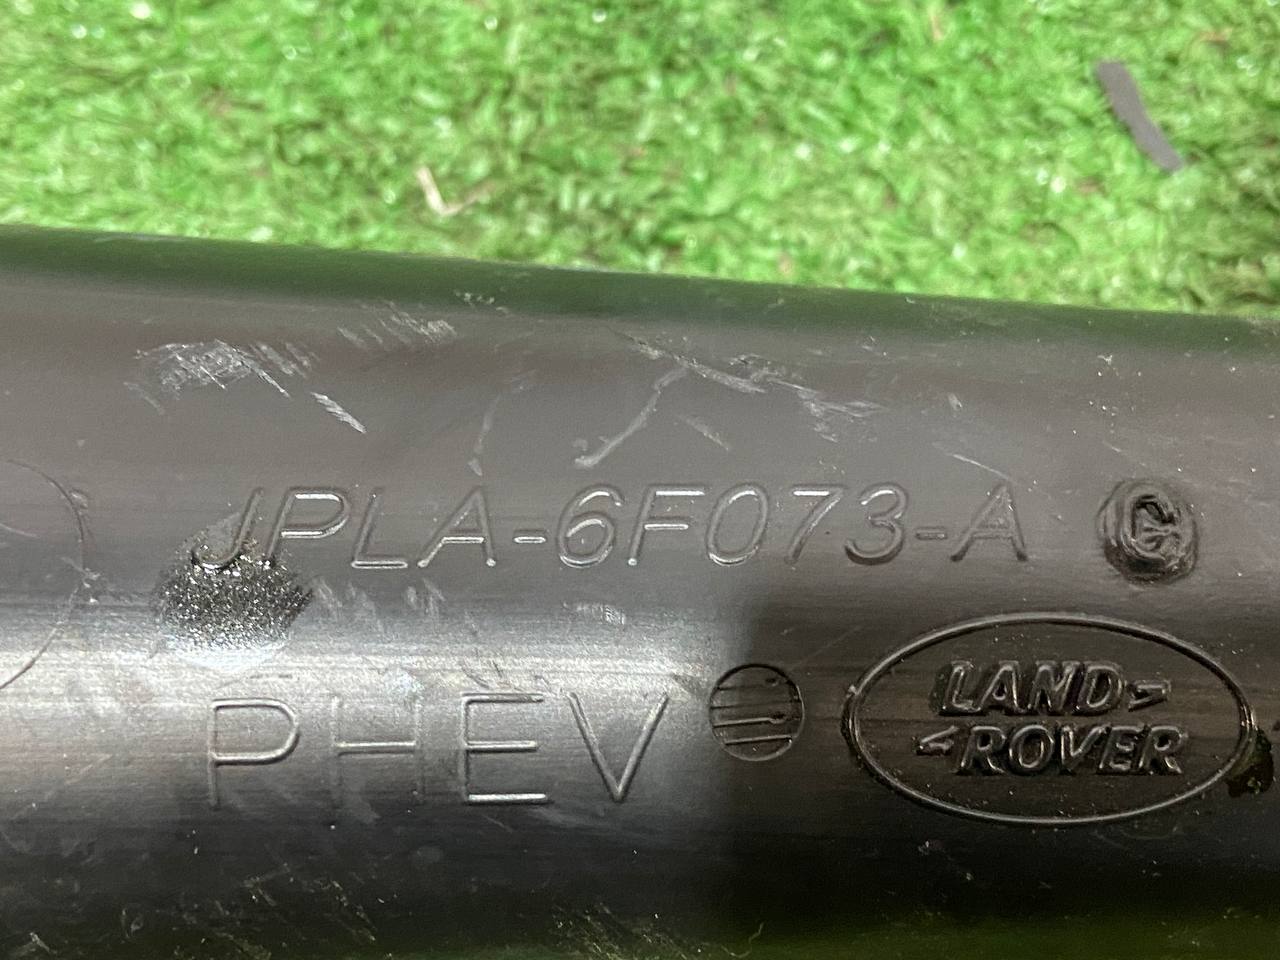 JPLA-6F073-A C
PHEV
LAND
ROVER